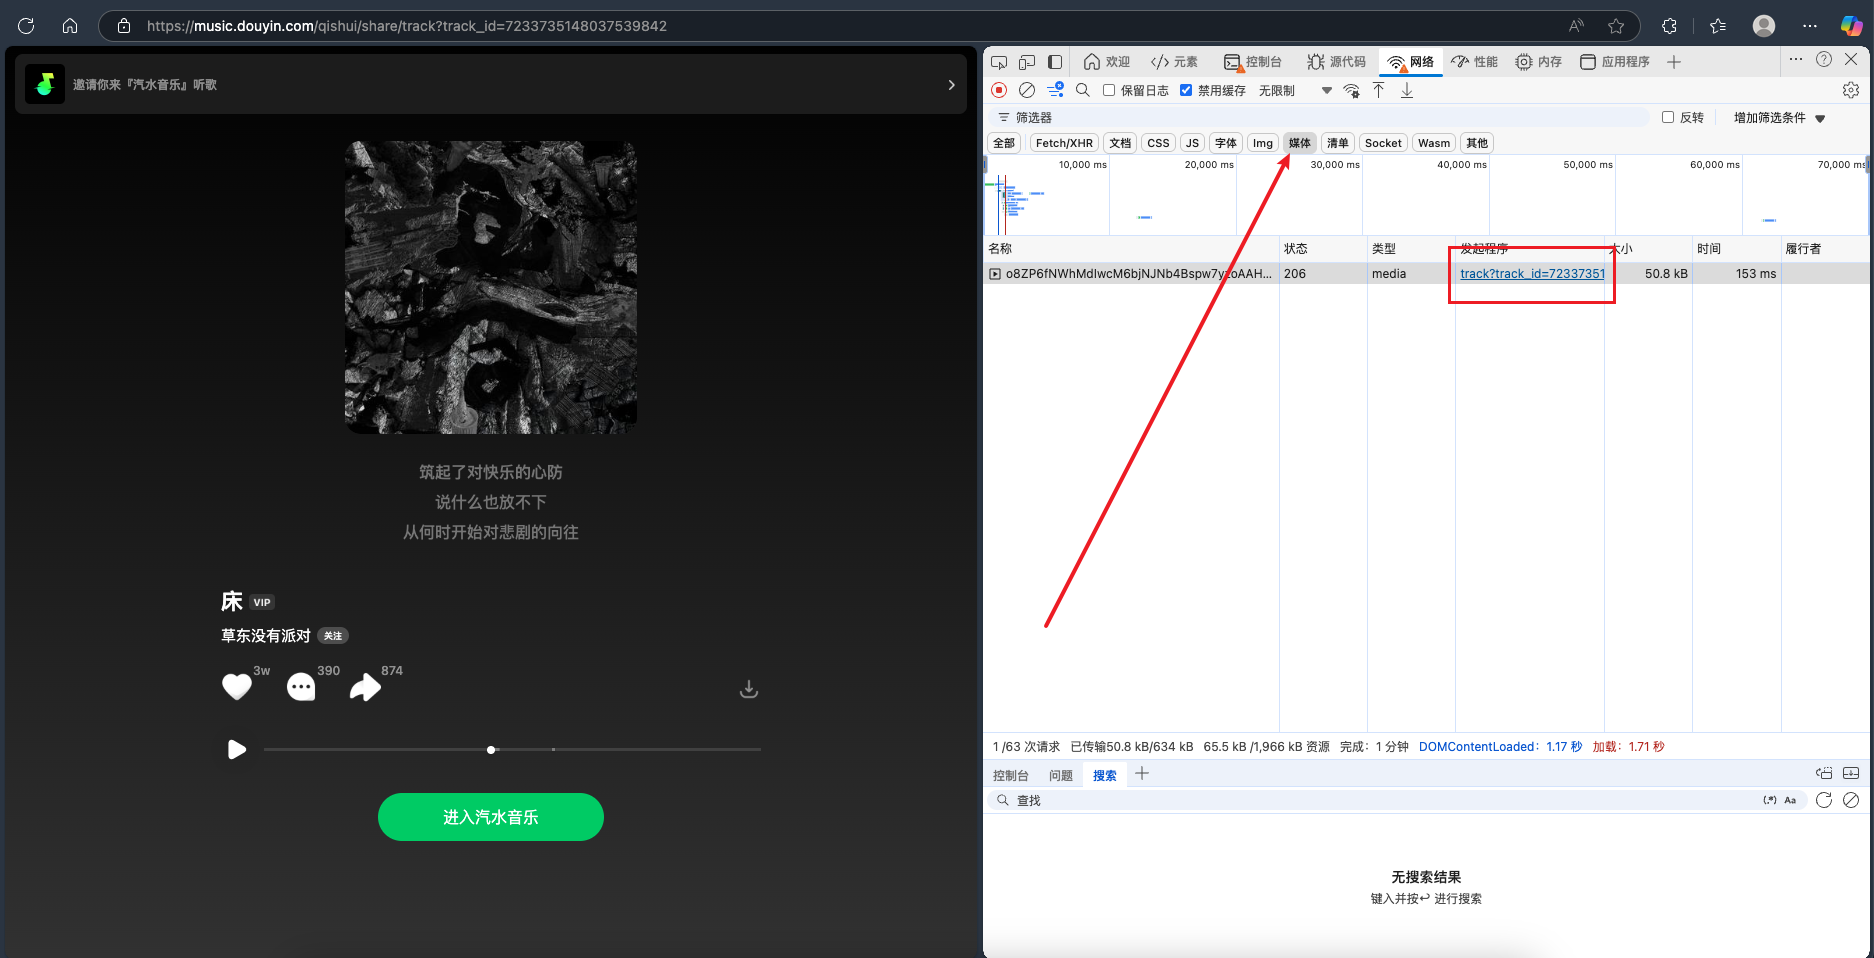 https://music.douyin.com/qishui/share/track?track_id=7233735148037539842
邀请你来『汽水音乐』听歌
筑起了对快乐的心防
说什么也放不下
从何时开始对悲剧的向往
床 VIP
草东没有派对 关注
3w 390 874
进入汽水音乐
欢迎 元素 控制台 源代码 网络 性能 内存 应用程序
保留日志 禁用缓存 无限制
筛选器 反转 增加筛选条件
全部 Fetch/XHR 文档 CSS JS 字体 Img 媒体 清单 Socket Wasm 其他
10,000 ms 20,000 ms 30,000 ms 40,000 ms 50,000 ms 60,000 ms 70,000 ms
名称 状态 类型 发起程序 大小 时间 履行者
206 media track?track_id=72337351 50.8 kB 153 ms
1 /63 次请求 已传输50.8 kB/634 kB 65.5 kB /1,966 kB 资源 完成：1 分钟 DOMContentLoaded：1.17 秒 加载：1.71 秒
控制台 问题 搜索
查找 (.*) Aa
无搜索结果
键入并按↩ 进行搜索